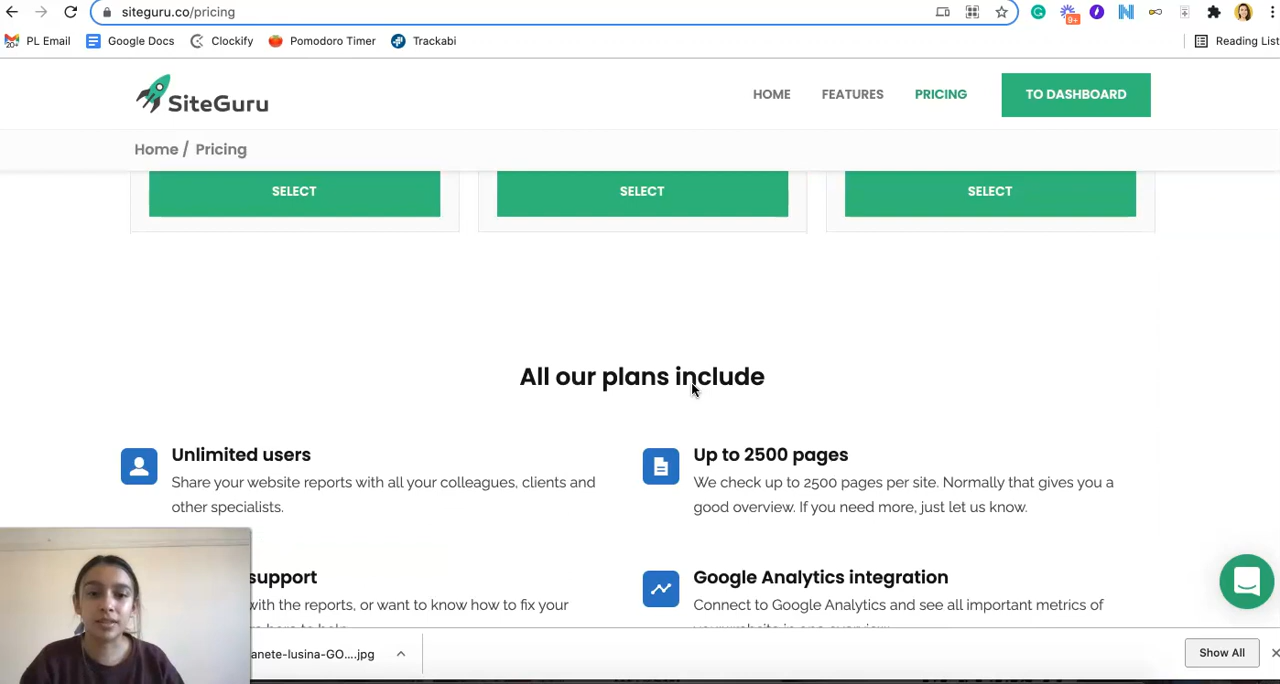 siteguru.co/pricing
9+
PL Email
Google Docs
Clockify
Pomodoro Timer
Trackabi
Reading List
SiteGuru
HOME
FEATURES
PRICING
TO DASHBOARD
Home / Pricing
SELECT
SELECT
SELECT
All our plans include
Unlimited users
Share your website reports with all your colleagues, clients and
other specialists.
Up to 2500 pages
We check up to 2500 pages per site. Normally that gives you a
good overview. If you need more, just let us know.
support
with the reports, or want to know how to fix your
Google Analytics integration
Connect to Google Analytics and see all important metrics of
anete-lusina-GO....jpg
Show All